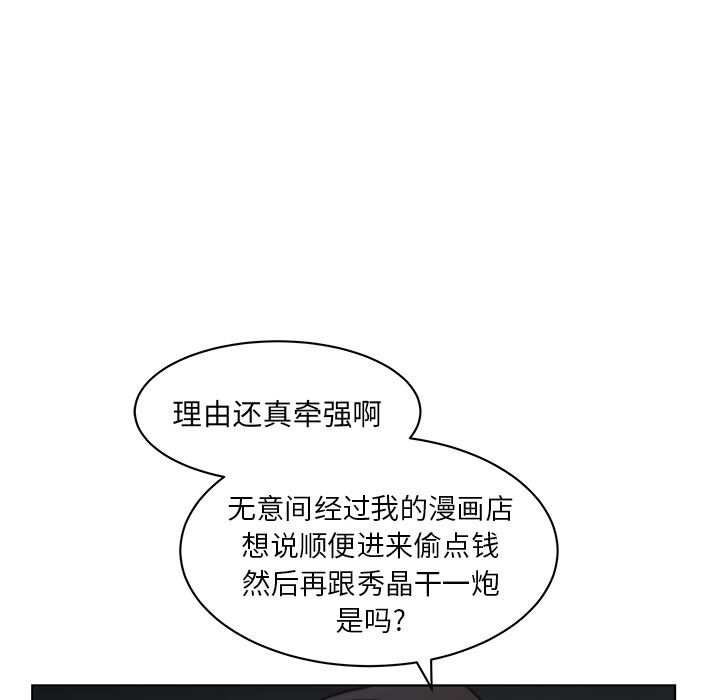 理由还真牵强啊
无意间经过我的漫画店
想说顺便进来偷点钱
然后再跟秀晶干一炮
是吗?